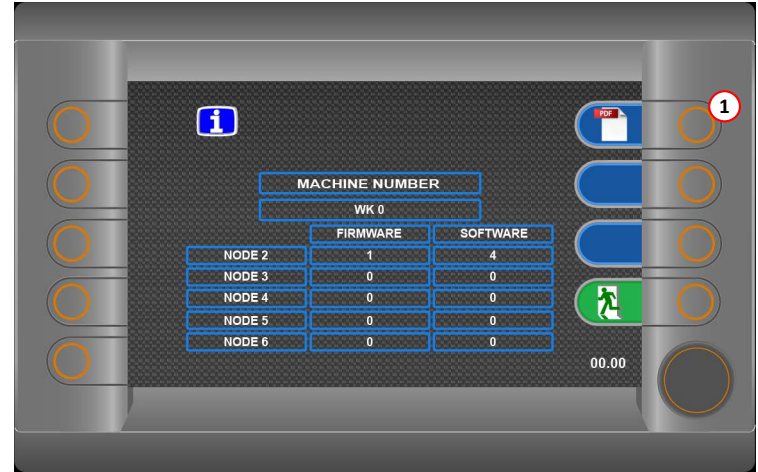 1
PDF
i
MACHINE NUMBER
WK 0
FIRMWARE SOFTWARE
NODE 2 1 4
NODE 3 0 0
NODE 4 0 0
NODE 5 0 0
NODE 6 0 0
00.00